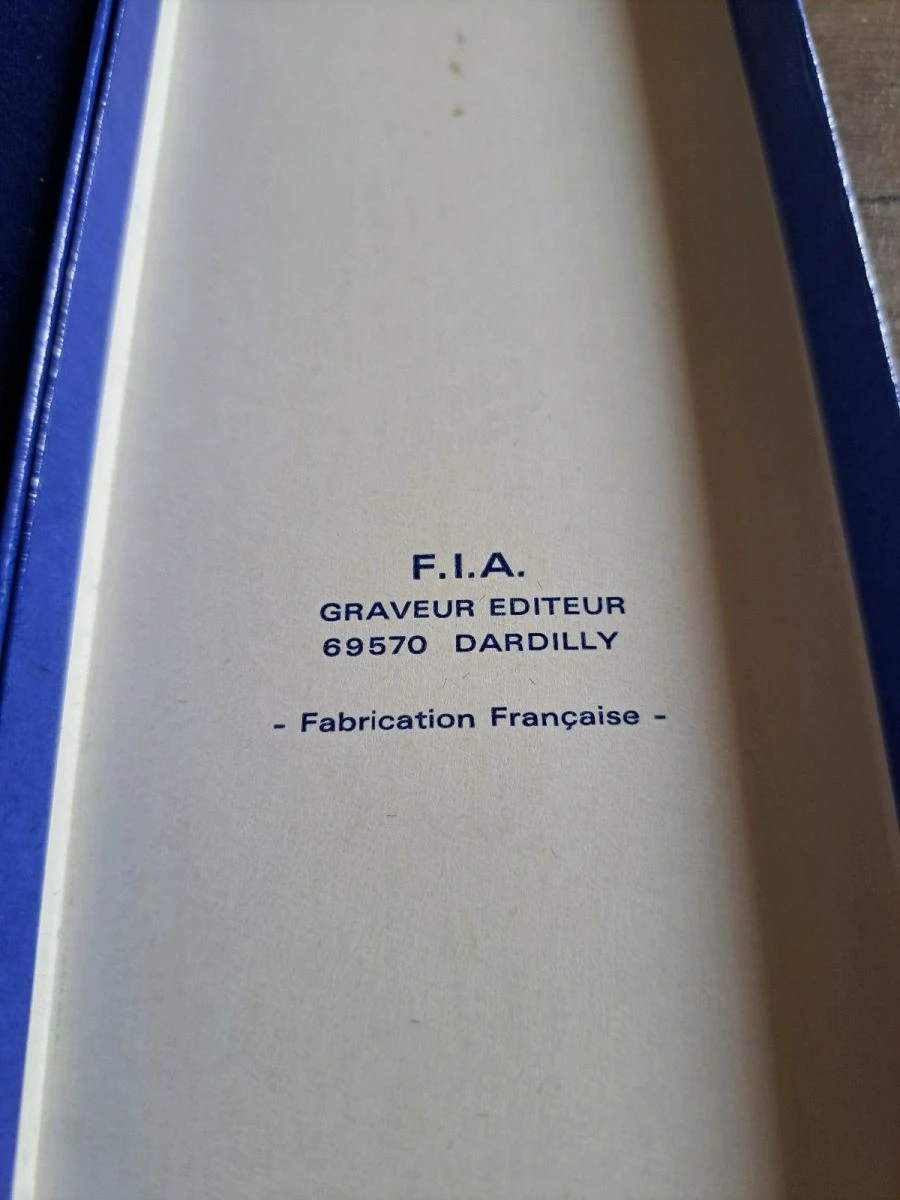 F.I.A.
GRAVEUR EDITEUR
69570 DARDILLY
- Fabrication Française -